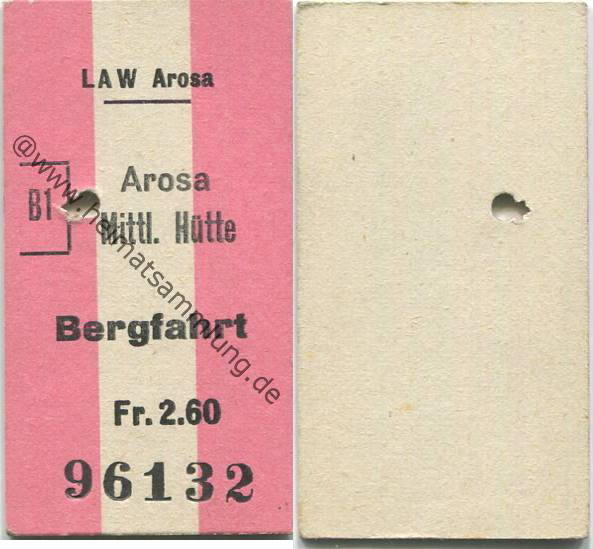 LAW Arosa
Arosa
B1
Mittl. Hütte
Bergfahrt
Fr. 2.60
96132
@www.heimatsammlung.de